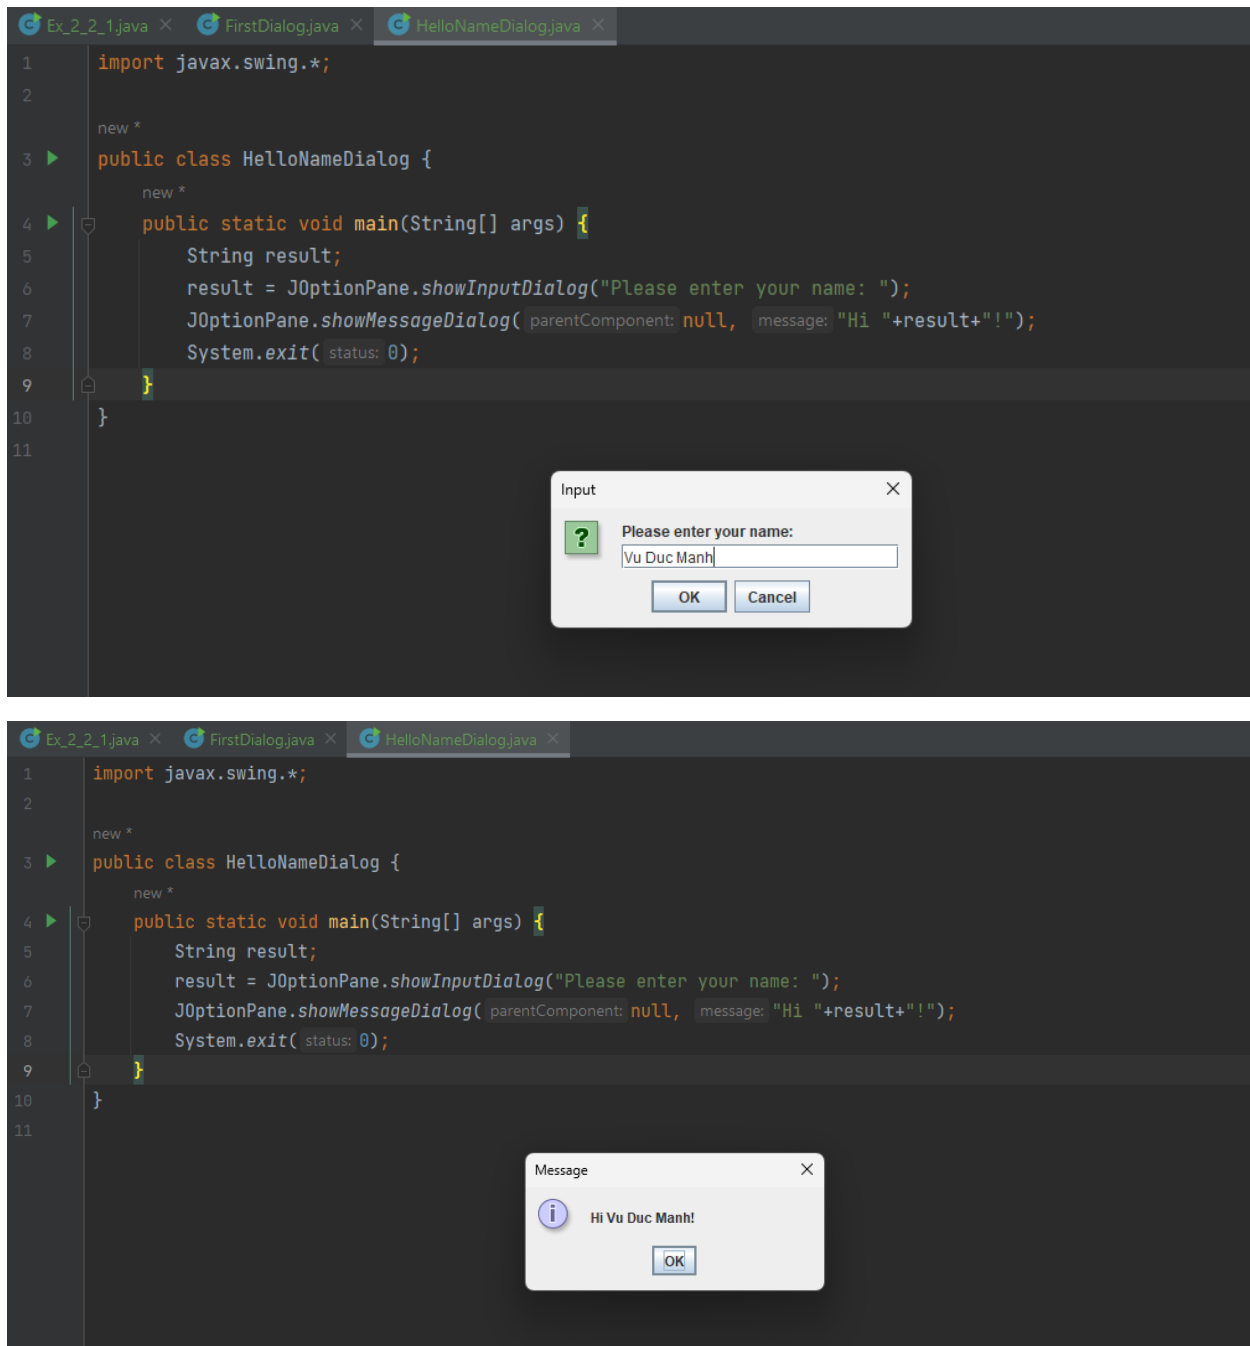 Ex_2_2_1.java FirstDialog.java HelloNameDialog.java
1 import javax.swing.*;
2
new *
3 public class HelloNameDialog {
new *
4 public static void main(String[] args) {
5 String result;
6 result = JOptionPane.showInputDialog("Please enter your name: ");
7 JOptionPane.showMessageDialog( parentComponent: null, message: "Hi "+result+"!");
8 System.exit( status: 0);
9 }
10 }
11
Input
Please enter your name:
Vu Duc Manh
OK Cancel
Ex_2_2_1.java FirstDialog.java HelloNameDialog.java
1 import javax.swing.*;
2
new *
3 public class HelloNameDialog {
new *
4 public static void main(String[] args) {
5 String result;
6 result = JOptionPane.showInputDialog("Please enter your name: ");
7 JOptionPane.showMessageDialog( parentComponent: null, message: "Hi "+result+"!");
8 System.exit( status: 0);
9 }
10 }
11
Message
Hi Vu Duc Manh!
OK